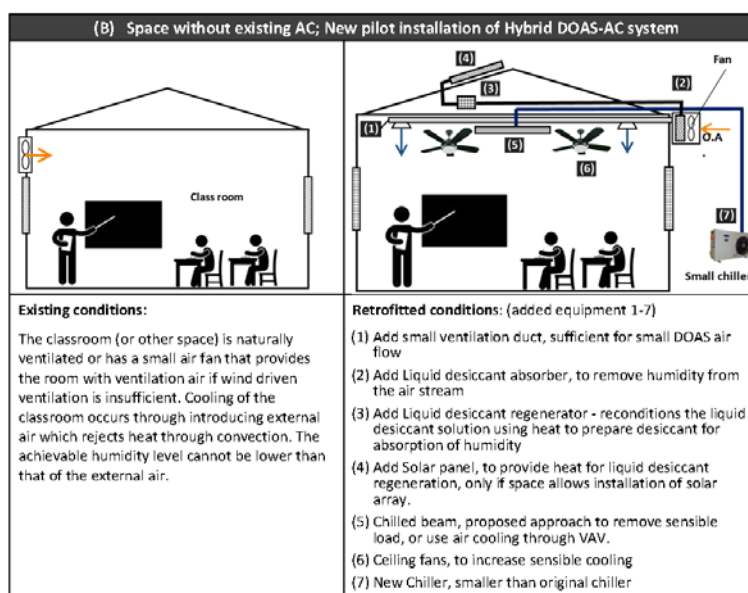 (B) Space without existing AC; New pilot installation of Hybrid DOAS-AC system
Class room
(4)
(3)
(2)
Fan
(1)
(5)
(6)
O.A
(7)
Small chiller
Existing conditions:
The classroom (or other space) is naturally
ventilated or has a small air fan that provides
the room with ventilation air if wind driven
ventilation is insufficient. Cooling of the
classroom occurs through introducing external
air which rejects heat through convection. The
achievable humidity level cannot be lower than
that of the external air.
Retrofitted conditions: (added equipment 1-7)
(1) Add small ventilation duct, sufficient for small DOAS air
flow
(2) Add Liquid desiccant absorber, to remove humidity from
the air stream
(3) Add Liquid desiccant regenerator - reconditions the liquid
desiccant solution using heat to prepare desiccant for
absorption of humidity
(4) Add Solar panel, to provide heat for liquid desiccant
regeneration, only if space allows installation of solar
array.
(5) Chilled beam, proposed approach to remove sensible
load, or use air cooling through VAV.
(6) Ceiling fans, to increase sensible cooling
(7) New Chiller, smaller than original chiller